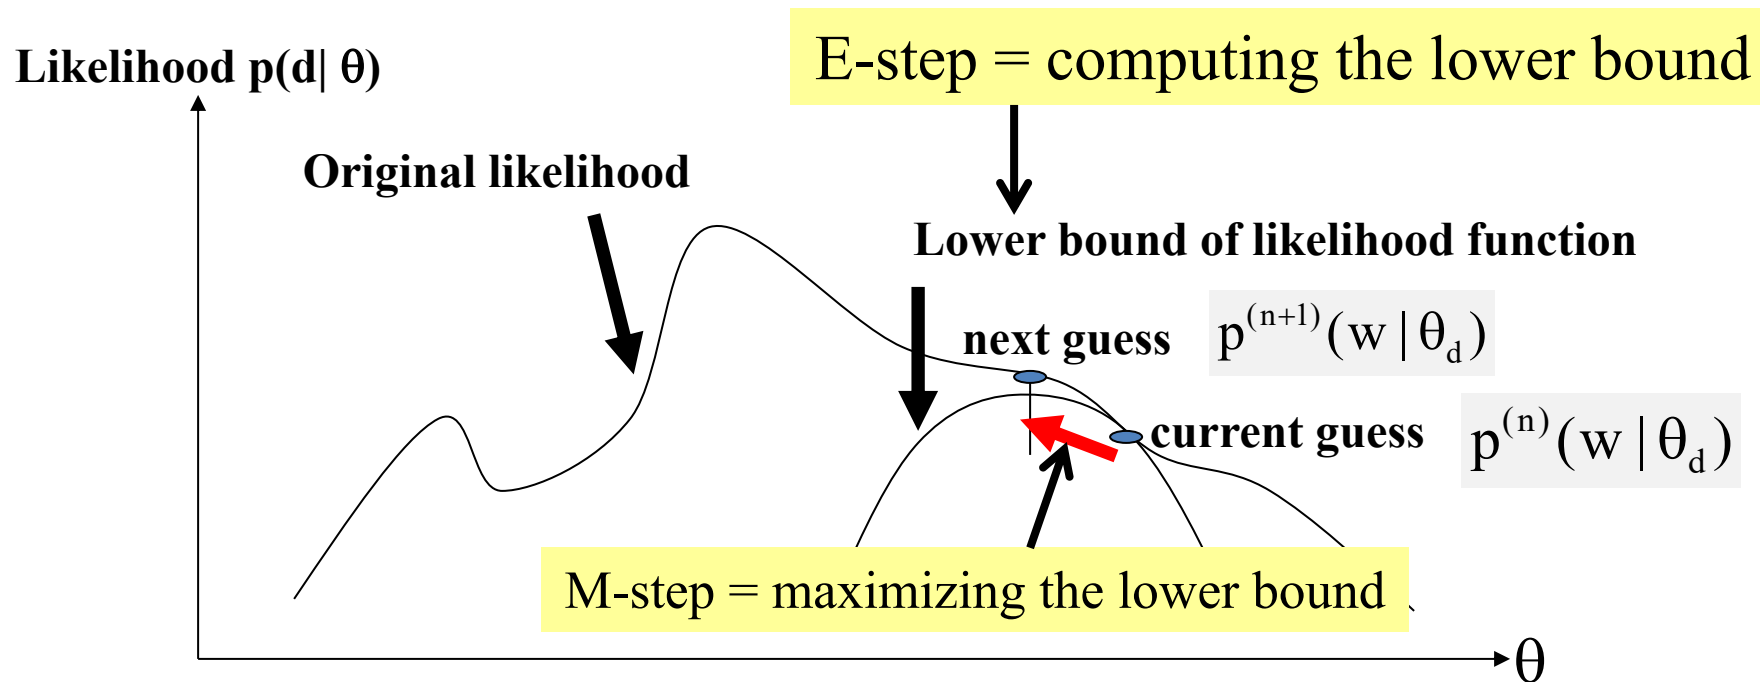 E-step = computing the lower bound
Likelihood p(d| θ)
Original likelihood
Lower bound of likelihood function
next guess p^(n+1)(w | θ_d)
current guess p^(n)(w | θ_d)
M-step = maximizing the lower bound
θ